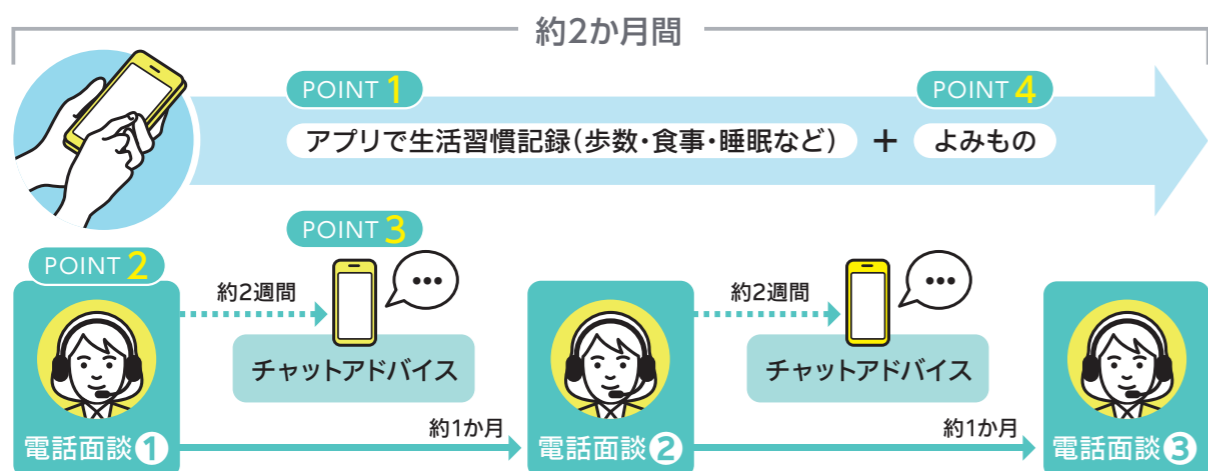 約2か月間
POINT 1
POINT 4
アプリで生活習慣記録(歩数・食事・睡眠など) + よみもの
POINT 3
POINT 2
約2週間
約2週間
チャットアドバイス
チャットアドバイス
約1か月
約1か月
電話面談❶
電話面談❷
電話面談❸